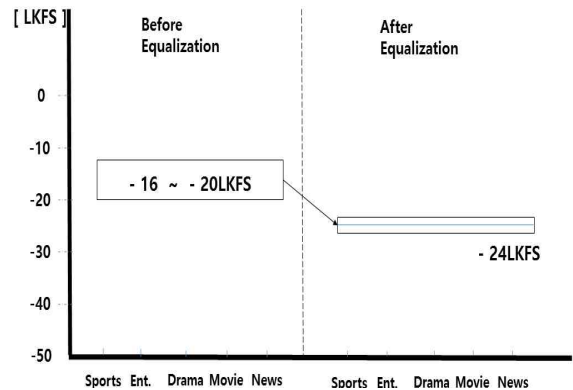 [ LKFS ]
Before
Equalization
After
Equalization
0
-10
- 16 ~ - 20LKFS
-20
-30
- 24LKFS
-40
-50
Sports Ent. Drama Movie News
Sports Ent. Drama Movie News